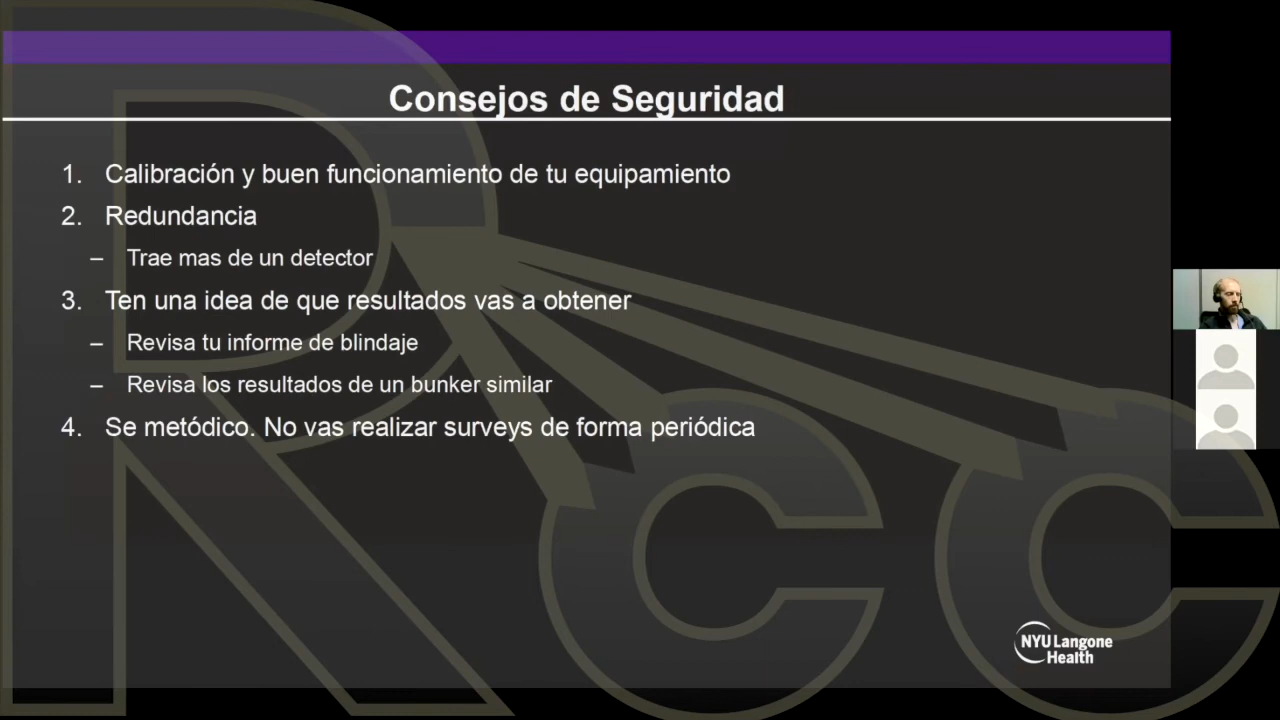 Consejos de Seguridad
1. Calibración y buen funcionamiento de tu equipamiento
2. Redundancia
– Trae mas de un detector
3. Ten una idea de que resultados vas a obtener
– Revisa tu informe de blindaje
– Revisa los resultados de un bunker similar
4. Se metódico. No vas realizar surveys de forma periódica
NYU Langone
Health
Rcc